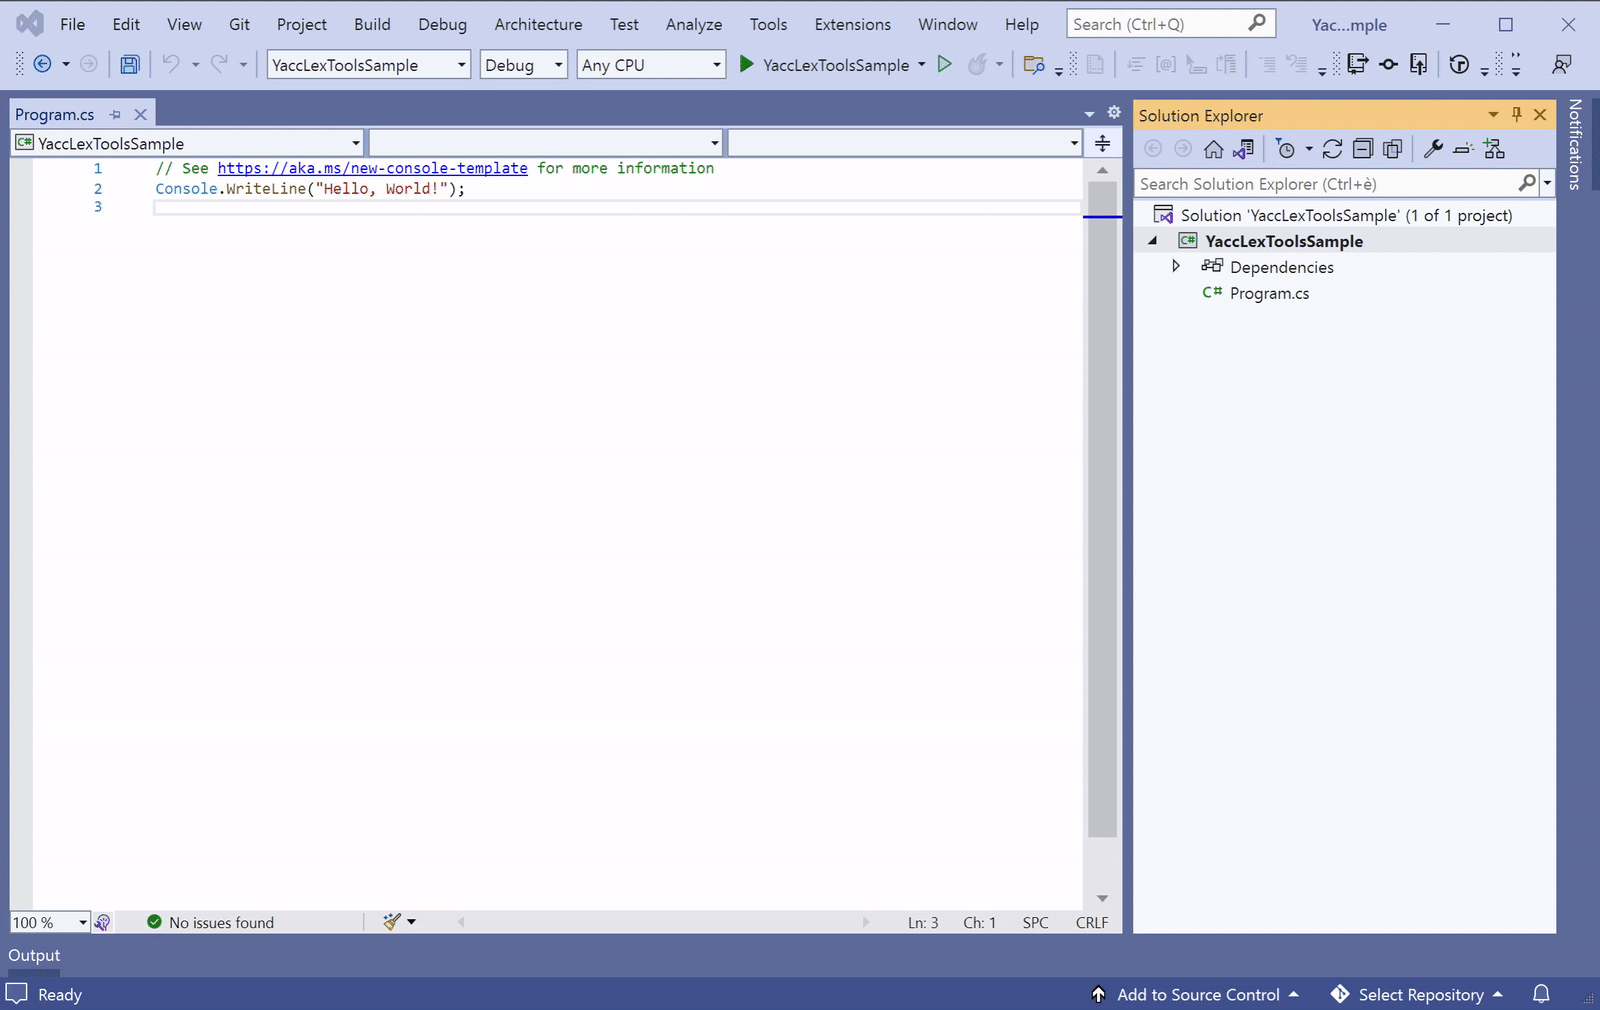 File Edit View Git Project Build Debug Architecture Test Analyze Tools Extensions Window Help Search (Ctrl+Q) Yac...mple
YaccLexToolsSample Debug Any CPU YaccLexToolsSample
Program.cs
YaccLexToolsSample
1 // See https://aka.ms/new-console-template for more information
2 Console.WriteLine("Hello, World!");
3
100 % No issues found Ln: 3 Ch: 1 SPC CRLF
Solution Explorer
Search Solution Explorer (Ctrl+è)
Solution 'YaccLexToolsSample' (1 of 1 project)
C# YaccLexToolsSample
Dependencies
C# Program.cs
Notifications
Output
Ready Add to Source Control Select Repository